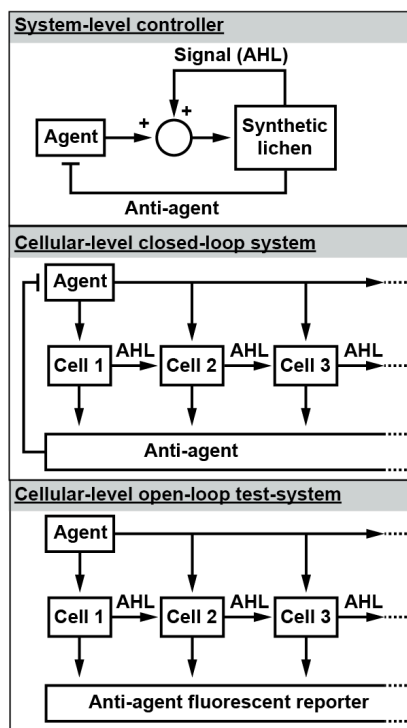 System-level controller
Signal (AHL)
+ +
Agent
Synthetic
lichen
Anti-agent
Cellular-level closed-loop system
Agent
AHL AHL AHL
Cell 1 Cell 2 Cell 3
Anti-agent
Cellular-level open-loop test-system
Agent
AHL AHL AHL
Cell 1 Cell 2 Cell 3
Anti-agent fluorescent reporter